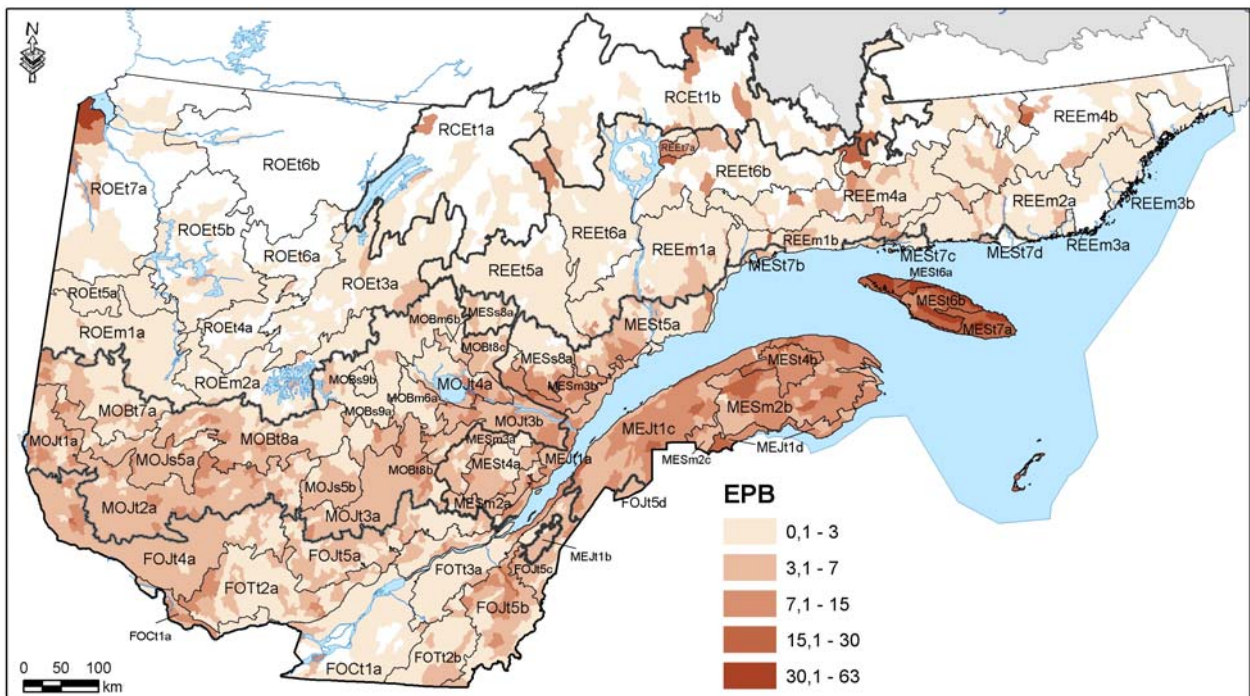 N
RCEt1b
RCEt1a
REEm4b
REEt7a
ROEt6b
REEt6b
ROEt7a
REEm4a
ROEt5b
REEm2a
REEm3b
REEt6a
REEm1a
REEm1b
REEm3a
ROEt6a
MESt7b
MESt7c
MESt7d
REEt5a
MESt6a
ROEt3a
ROEt5a
MESt6b
MOBm6b
MESs8a
MESt5a
MESt7a
ROEm1a
ROEt4a
MOBt8c
MESs8a
MESt4b
ROEm2a
MOBs9b
MOJt4a
MESm3b
MOBm6a
MESm2b
MOBt7a
MOBs9a
MOJt3b
MEJt1c
MOJt1a
MOBt8a
MESm3a
MEJt1a
MEJt1d
MOJs5a
MESt4a
MESm2c
MOBt8b
MOJs5b
FOJt5d
MOJt2a
MOJt3a
MESm2a
MEJt1b
FOJt4a
FOJt5a
FOTt3a
FOJt5c
FOTt2a
FOJt5b
FOCt1a
FOCt1a
FOTt2b
EPB
0,1 - 3
3,1 - 7
7,1 - 15
15,1 - 30
30,1 - 63
0 50 100
km